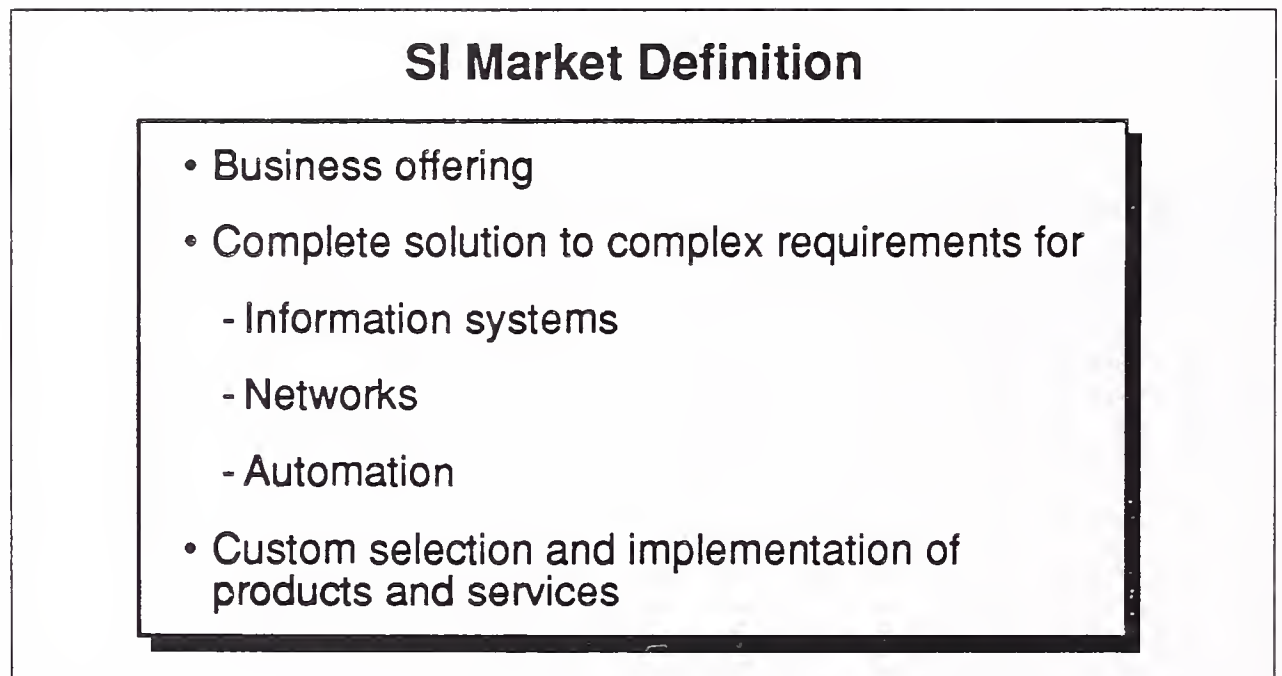 SI Market Definition
• Business offering
• Complete solution to complex requirements for
- Information systems
- Networks
- Automation
• Custom selection and implementation of
products and services